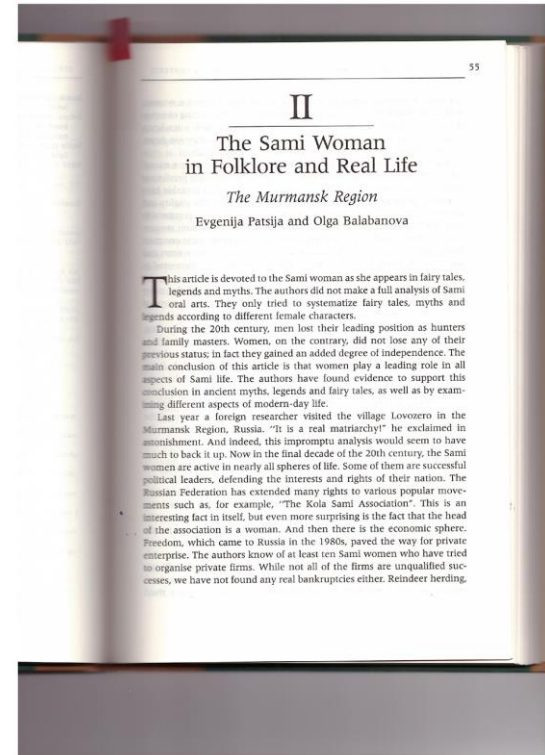 55
II
The Sami Woman
in Folklore and Real Life
The Murmansk Region
Evgenija Patsija and Olga Balabanova
This article is devoted to the Sami woman as she appears in fairy tales,
legends and myths. The authors did not make a full analysis of Sami
oral arts. They only tried to systematize fairy tales, myths and
legends according to different female characters.
During the 20th century, men lost their leading position as hunters
and family masters. Women, on the contrary, did not lose any of their
previous status; in fact they gained an added degree of independence. The
main conclusion of this article is that women play a leading role in all
aspects of Sami life. The authors have found evidence to support this
conclusion in ancient myths, legends and fairy tales, as well as by exam-
ining different aspects of modern-day life.
Last year a foreign researcher visited the village Lovozero in the
Murmansk Region, Russia. "It is a real matriarchy!" he exclaimed in
astonishment. And indeed, this impromptu analysis would seem to have
much to back it up. Now in the final decade of the 20th century, the Sami
women are active in nearly all spheres of life. Some of them are successful
political leaders, defending the interests and rights of their nation. The
Russian Federation has extended many rights to various popular move-
ments such as, for example, "The Kola Sami Association". This is an
interesting fact in itself, but even more surprising is the fact that the head
of the association is a woman. And then there is the economic sphere.
Freedom, which came to Russia in the 1980s, paved the way for private
enterprise. The authors know of at least ten Sami women who have tried
to organise private firms. While not all of the firms are unqualified suc-
cesses, we have not found any real bankruptcies either. Reindeer herding,